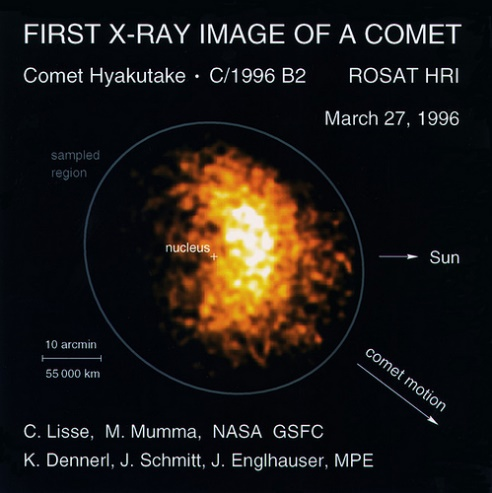 FIRST X-RAY IMAGE OF A COMET
Comet Hyakutake • C/1996 B2 ROSAT HRI
March 27, 1996
sampled
region
nucleus
Sun
10 arcmin
55 000 km
comet motion
C. Lisse, M. Mumma, NASA GSFC
K. Dennerl, J. Schmitt, J. Englhauser, MPE